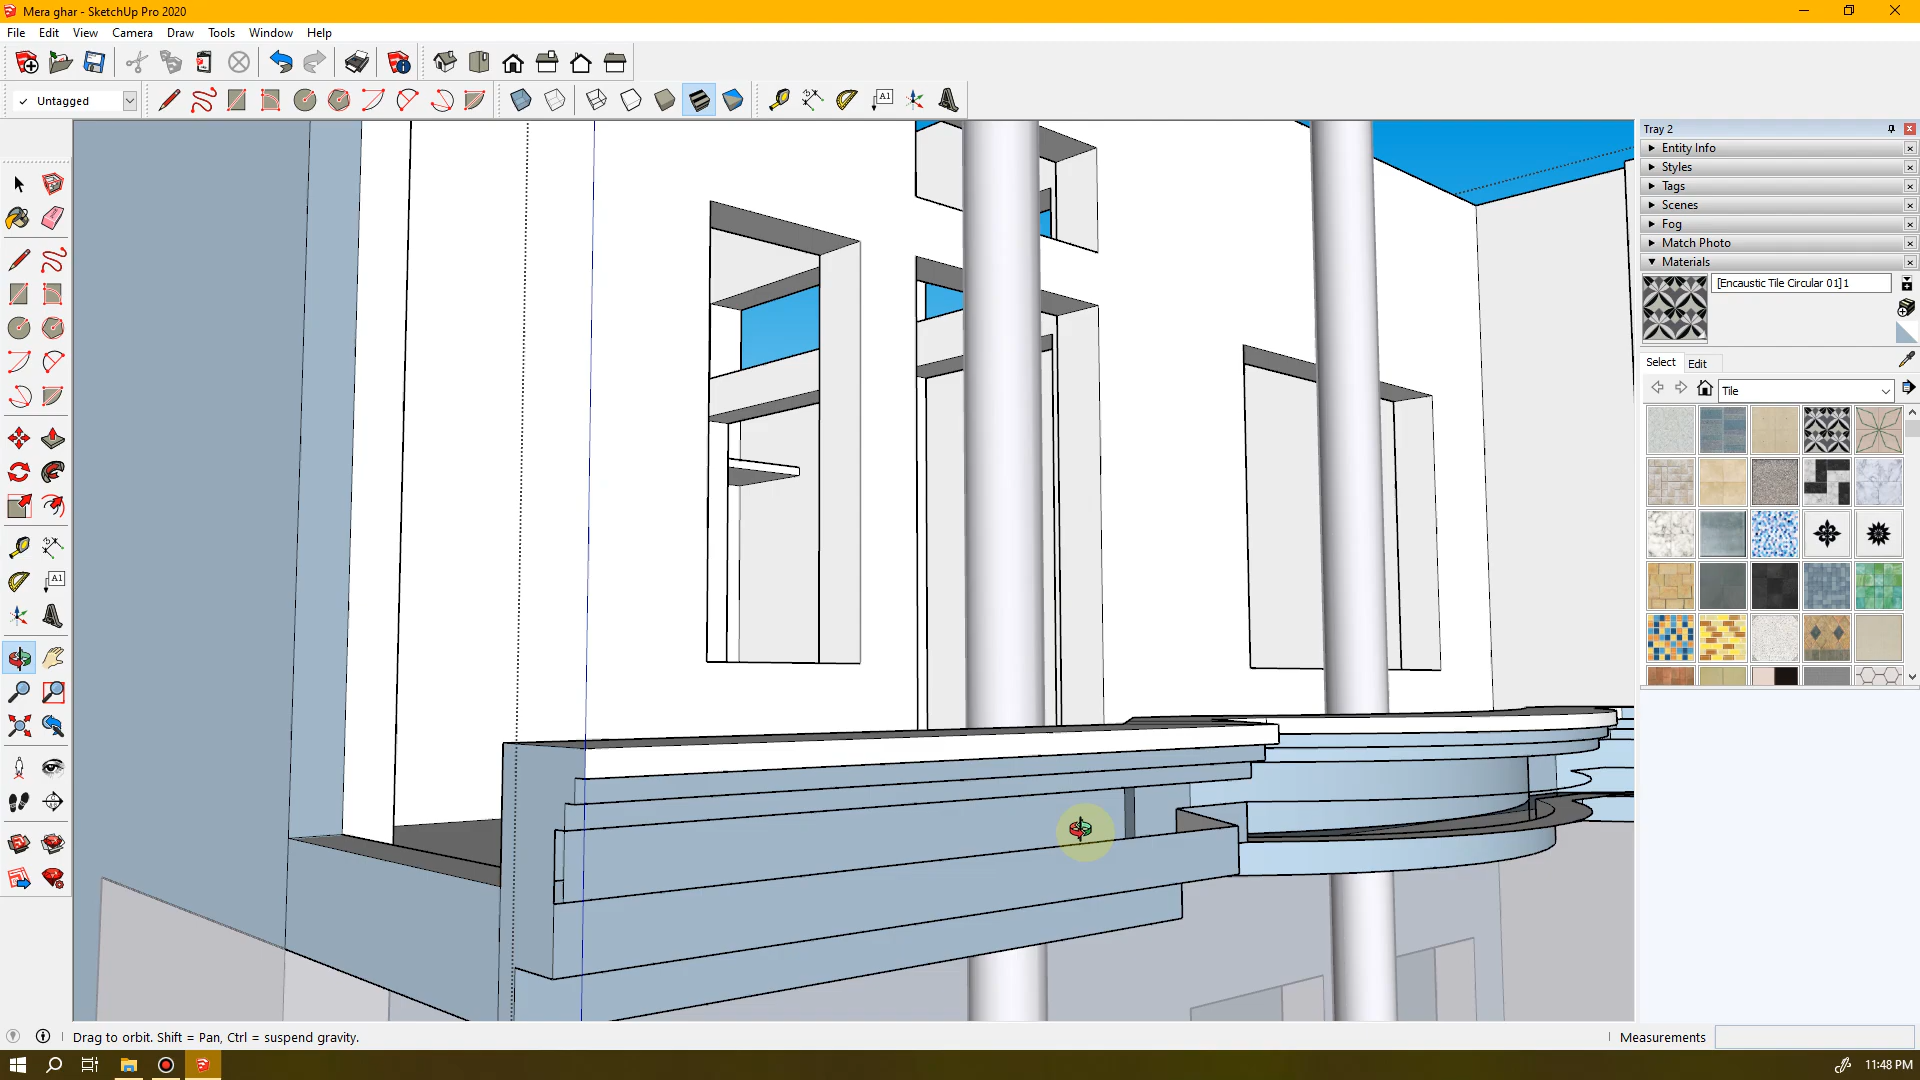 Mera ghar - SketchUp Pro 2020
File Edit View Camera Draw Tools Window Help
Untagged
A1
Tray 2
Entity Info
Styles
Tags
Scenes
Fog
Match Photo
Materials
[Encaustic Tile Circular 01]1
Select Edit
Tile
A1
Drag to orbit. Shift = Pan, Ctrl = suspend gravity.
Measurements
11:48 PM